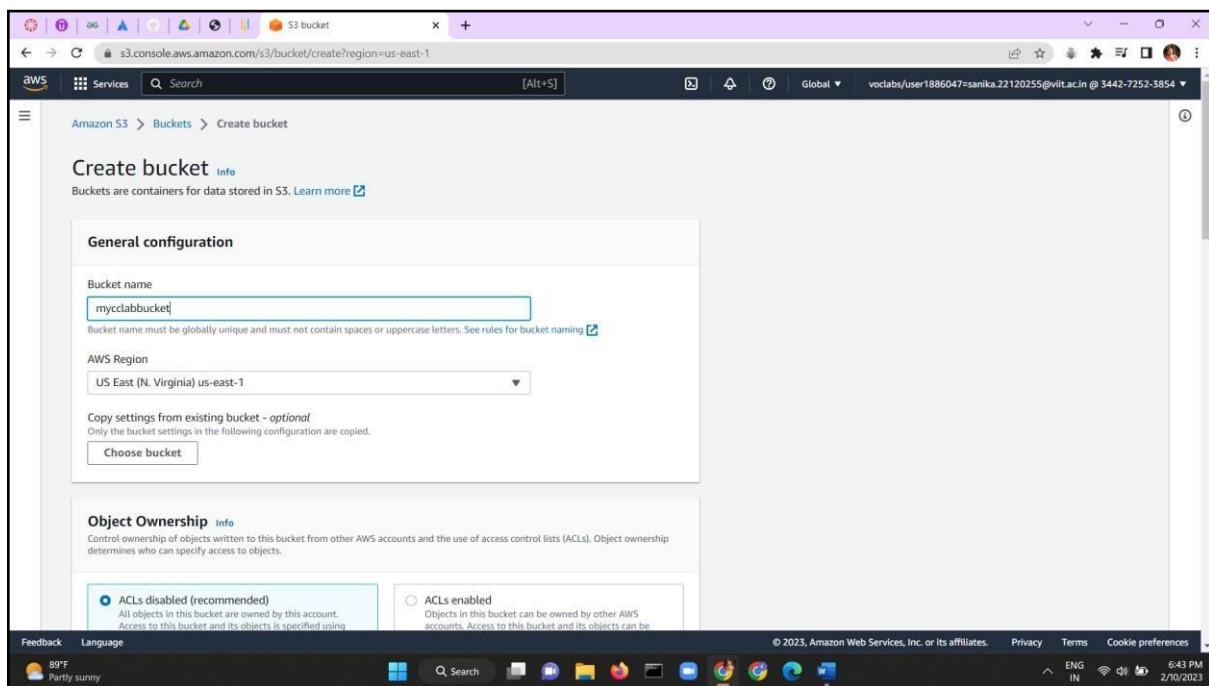 S3 bucket
s3.console.aws.amazon.com/s3/bucket/create?region=us-east-1
aws
Services
Search
[Alt+S]
Global
voclabs/user1886047=sanika.22120255@viit.ac.in @ 3442-7252-3854
Amazon S3 > Buckets > Create bucket
Create bucket Info
Buckets are containers for data stored in S3. Learn more
General configuration
Bucket name
mycclabbucket
Bucket name must be globally unique and must not contain spaces or uppercase letters. See rules for bucket naming
AWS Region
US East (N. Virginia) us-east-1
Copy settings from existing bucket - optional
Only the bucket settings in the following configuration are copied.
Choose bucket
Object Ownership Info
Control ownership of objects written to this bucket from other AWS accounts and the use of access control lists (ACLs). Object ownership
determines who can specify access to objects.
ACLs disabled (recommended)
All objects in this bucket are owned by this account.
Access to this bucket and its objects is specified using
ACLs enabled
Objects in this bucket can be owned by other AWS
accounts. Access to this bucket and its objects can be
Feedback Language
© 2023, Amazon Web Services, Inc. or its affiliates. Privacy Terms Cookie preferences
89°F
Partly sunny
Search
ENG
IN
6:43 PM
2/10/2023